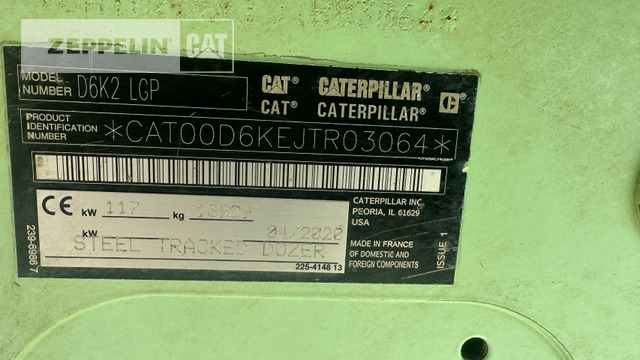 ZEPPELIN CAT
MODEL NUMBER D6K2 LGP
CAT CATERPILLAR C
CAT® CATERPILLAR®
PRODUCT IDENTIFICATION NUMBER *CAT00D6KEJTR03064*
CE kW 117 kg 13909
kW 04/2020
STEEL TRACKED DOZER
CATERPILLAR INC.
PEORIA, IL 61629
USA
MADE IN FRANCE
OF DOMESTIC AND
FOREIGN COMPONENTS
225-4148 13
239-6986 7
ISSUE 1